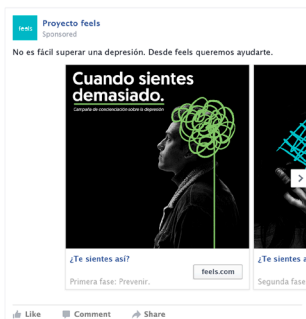 feels
Proyecto feels
Sponsored
No es fácil superar una depresión. Desde feels queremos ayudarte.
Cuando sientes
demasiado.
Campaña de concienciación sobre la depresión
¿Te sientes así?
feels.com
Primera fase: Prevenir.
¿Te sientes a
Segunda fase
Like
Comment
Share